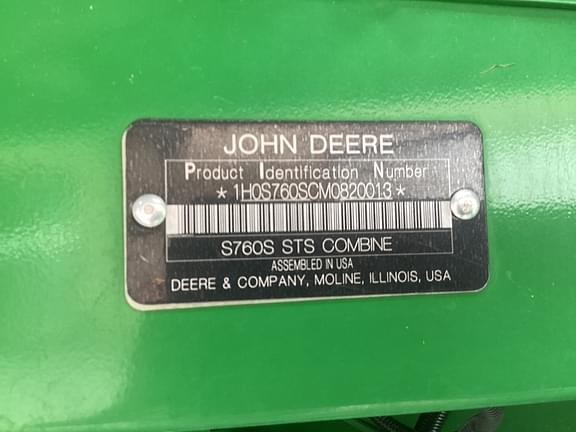 JOHN DEERE
Product Identification Number
*1H0S760SCM0820013*
S760S STS COMBINE
ASSEMBLED IN USA
DEERE & COMPANY, MOLINE, ILLINOIS, USA